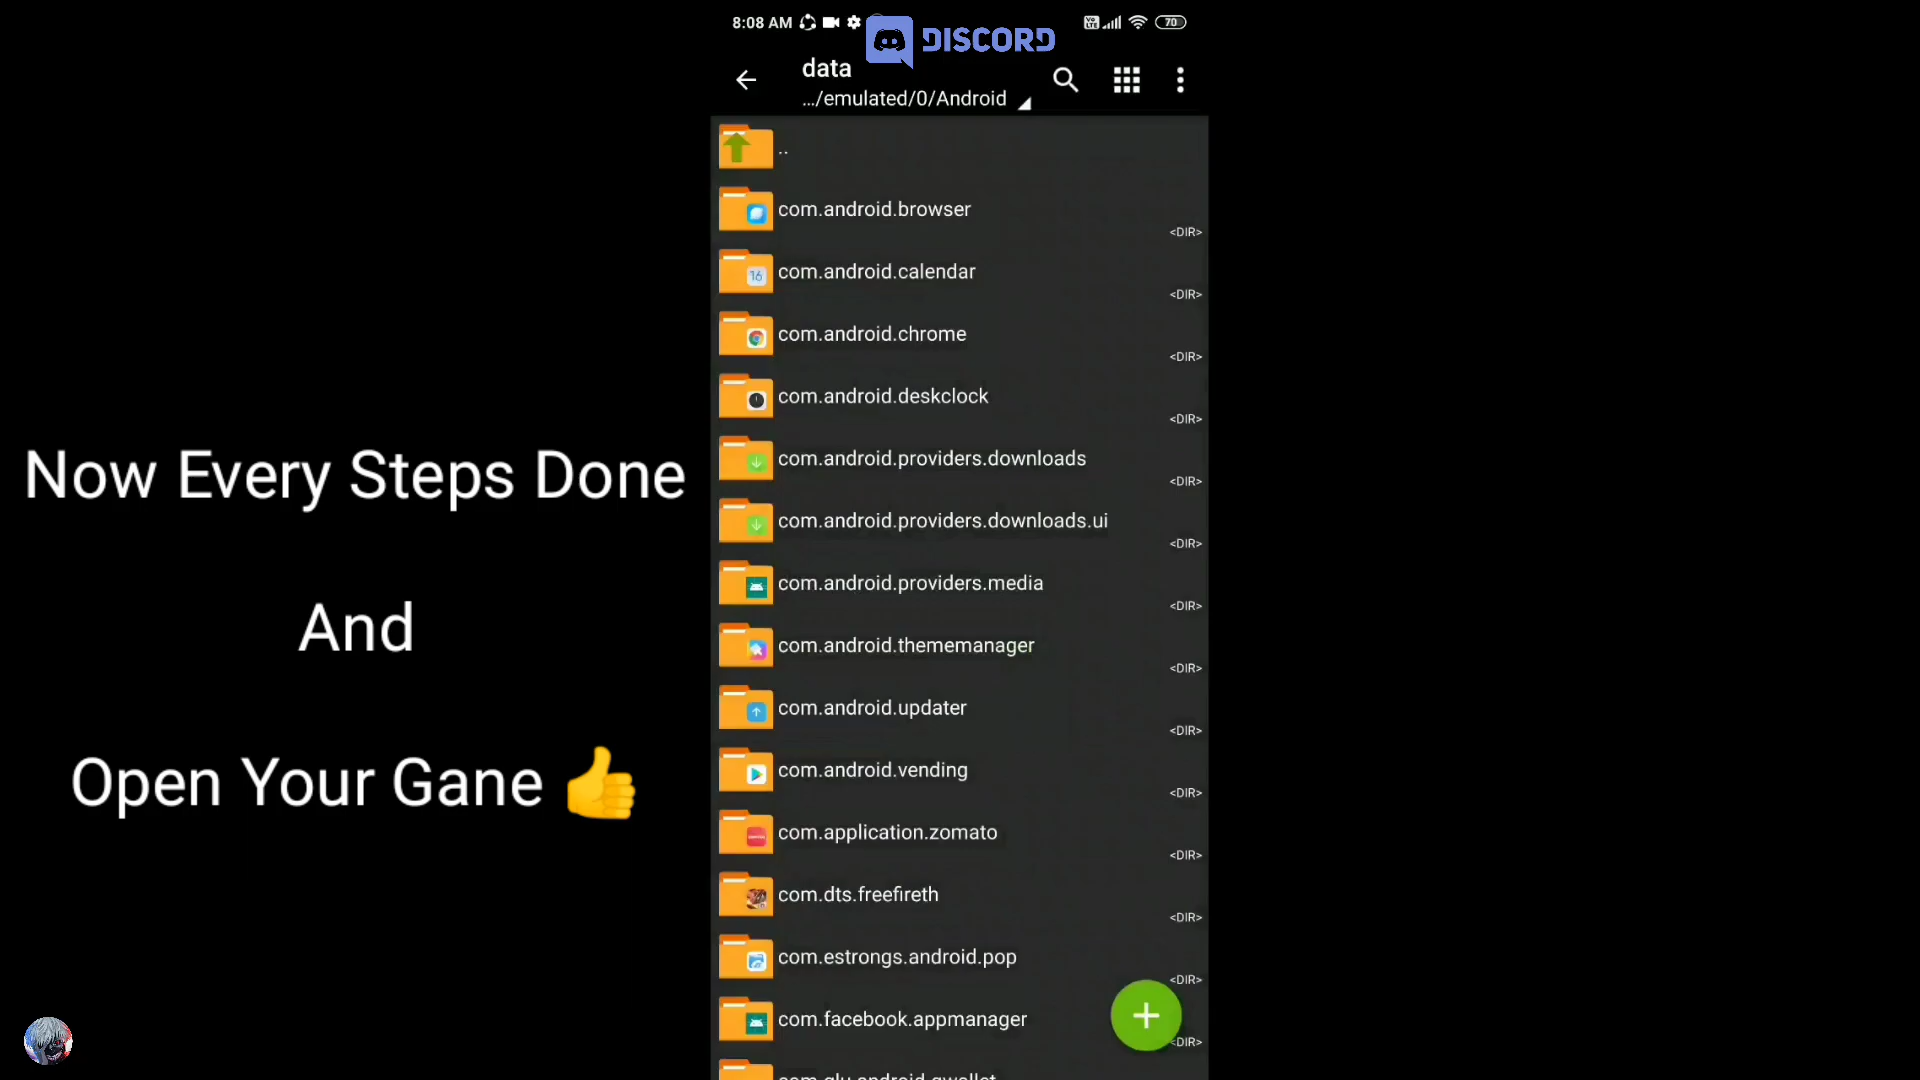 8:08 AM
VoLTE
70
DISCORD
data
.../emulated/0/Android
..
com.android.browser
<DIR>
com.android.calendar
16
<DIR>
com.android.chrome
<DIR>
com.android.deskclock
<DIR>
com.android.providers.downloads
<DIR>
com.android.providers.downloads.ui
<DIR>
com.android.providers.media
<DIR>
com.android.thememanager
<DIR>
com.android.updater
<DIR>
com.android.vending
<DIR>
com.application.zomato
<DIR>
com.dts.freefireth
<DIR>
com.estrongs.android.pop
<DIR>
com.facebook.appmanager
<DIR>
Now Every Steps Done
And
Open Your Gane 👍